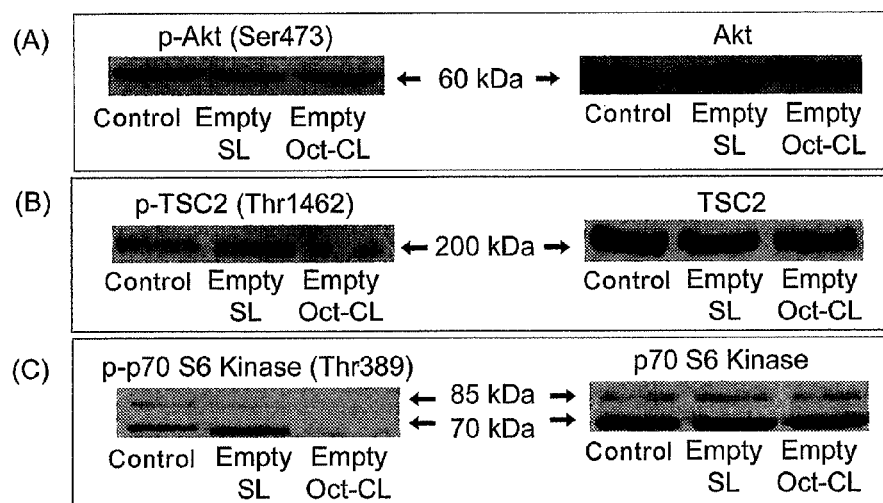 (A)
p-Akt (Ser473)
Akt
← 60 kDa →
Control Empty SL Empty Oct-CL
Control Empty SL Empty Oct-CL
(B)
p-TSC2 (Thr1462)
TSC2
← 200 kDa →
Control Empty SL Empty Oct-CL
Control Empty SL Empty Oct-CL
(C)
p-p70 S6 Kinase (Thr389)
p70 S6 Kinase
← 85 kDa →
← 70 kDa →
Control Empty SL Empty Oct-CL
Control Empty SL Empty Oct-CL